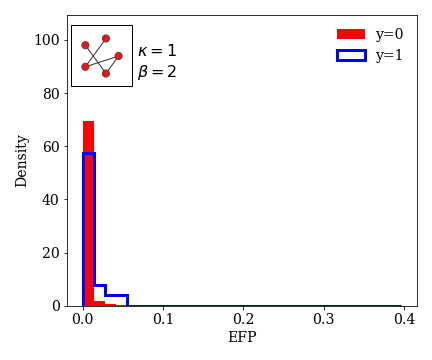 y=0
y=1
κ = 1
β = 2
100
80
60
40
20
0
Density
0.0 0.1 0.2 0.3 0.4
EFP